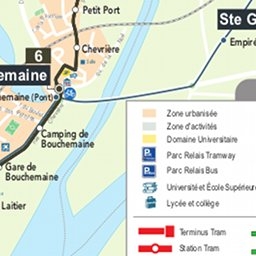 Petit Port
Ste G
6
Chevrière
Empiré
emaine
emaine (Pont)
Camping de
Bouchemaine
Gare de
Bouchemaine
Laitier
Zone urbanisée
Zone d'activités
Domaine Universitaire
Parc Relais Tramway
Parc Relais Bus
Université et École Supérieure
Lycée et collège
Terminus Tram
Station Tram